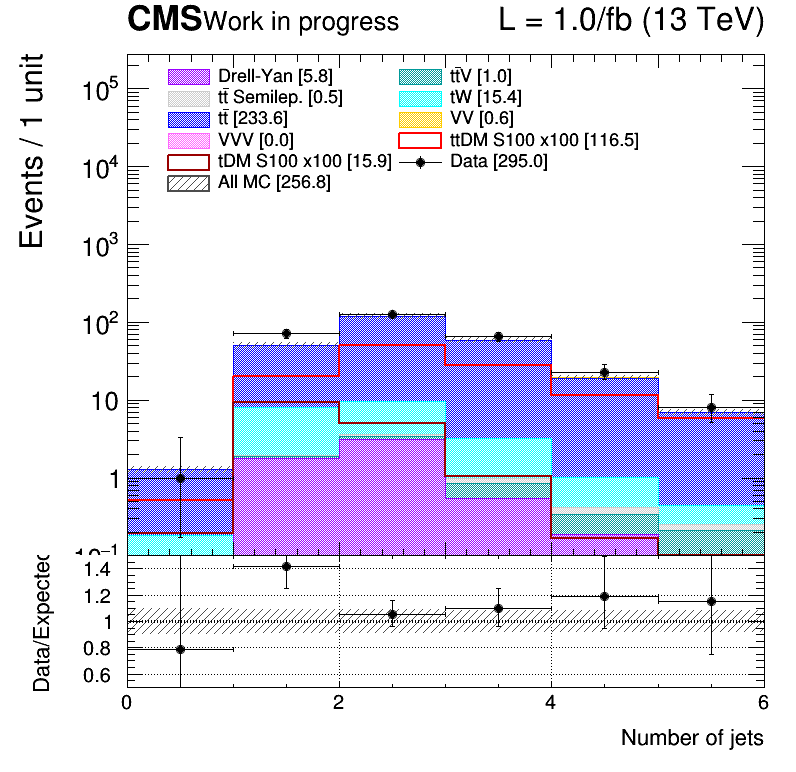 CMS Work in progress L = 1.0/fb (13 TeV)
Events / 1 unit
Drell-Yan [5.8] tt̄V [1.0]
tt̄ Semilep. [0.5] tW [15.4]
tt̄ [233.6] VV [0.6]
VVV [0.0] ttDM S100 x100 [116.5]
tDM S100 x100 [15.9] Data [295.0]
All MC [256.8]
10⁵
10⁴
10³
10²
10
1
10⁻¹
Data/Expected
1.4
1.2
1
0.8
0.6
0 2 4 6
Number of jets